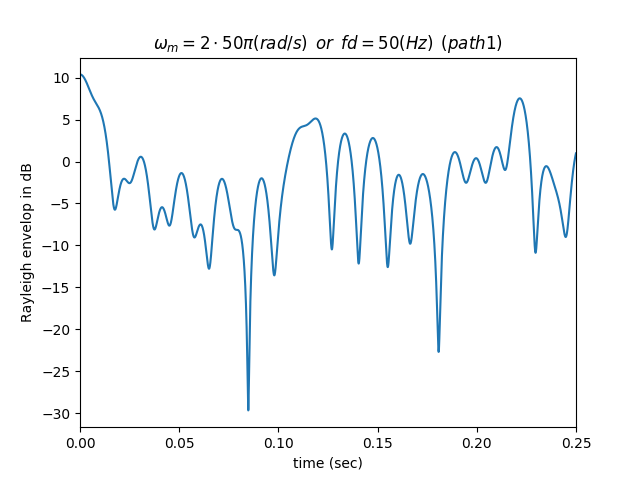 ω_m = 2 · 50π(rad/s) or fd = 50(Hz) (path1)
Rayleigh envelop in dB
10
5
0
−5
−10
−15
−20
−25
−30
0.00 0.05 0.10 0.15 0.20 0.25
time (sec)